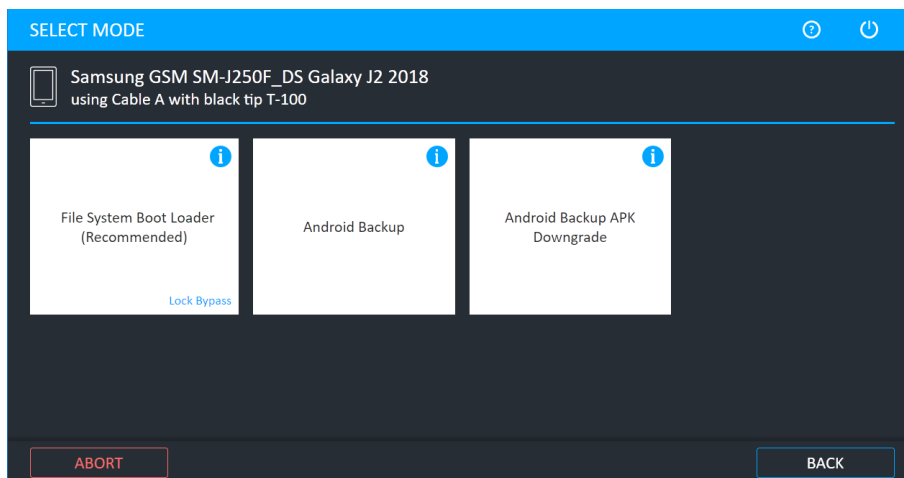 SELECT MODE
Samsung GSM SM-J250F_DS Galaxy J2 2018
using Cable A with black tip T-100
File System Boot Loader
(Recommended)
Lock Bypass
Android Backup
Android Backup APK
Downgrade
ABORT
BACK